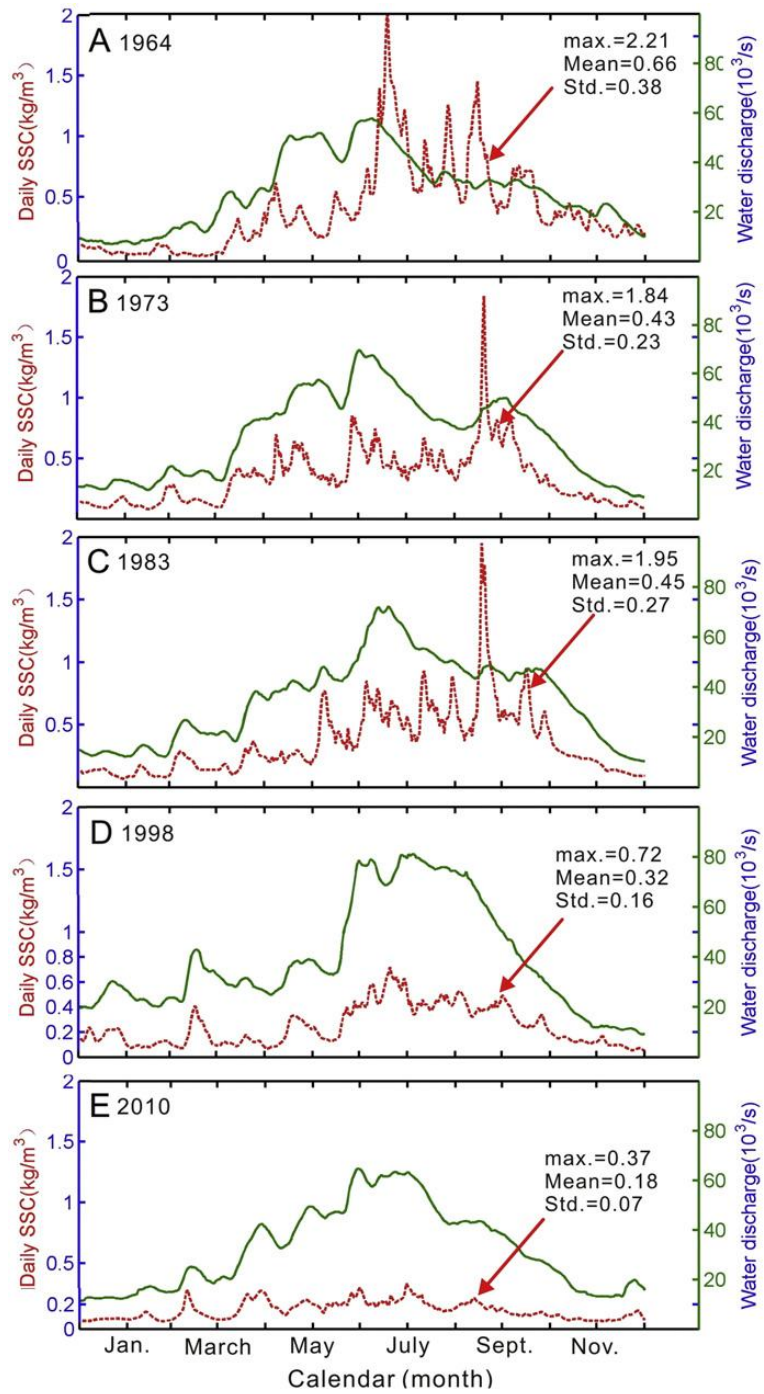 A 1964
max.=2.21
Mean=0.66
Std.=0.38
2
1.5
1
0.5
0
Daily SSC(kg/m³)
80
60
40
20
Water discharge(10³/s)
B 1973
max.=1.84
Mean=0.43
Std.=0.23
2
1.5
1
0.5
Daily SSC(kg/m³)
80
60
40
20
Water discharge(10³/s)
C 1983
max.=1.95
Mean=0.45
Std.=0.27
2
1.5
1
0.5
Daily SSC(kg/m³)
80
60
40
20
Water discharge(10³/s)
D 1998
max.=0.72
Mean=0.32
Std.=0.16
2
1.5
1
0.8
0.6
0.4
0.2
0
Daily SSC(kg/m³)
80
60
40
20
Water discharge(10³/s)
E 2010
max.=0.37
Mean=0.18
Std.=0.07
2
1.5
1
0.5
0.2
0
Daily SSC(kg/m³)
80
60
40
20
Water discharge(10³/s)
Jan. March May July Sept. Nov.
Calendar (month)